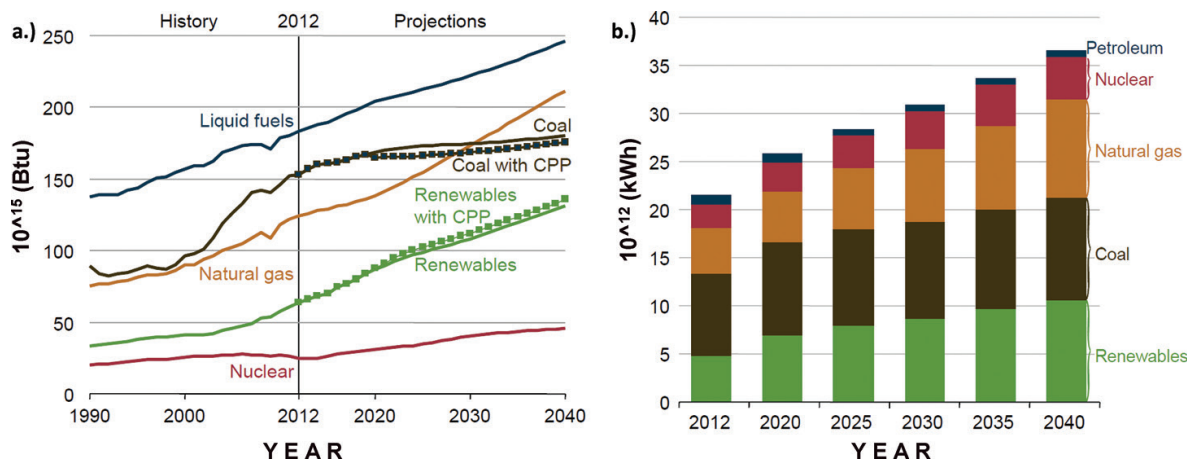 a.)
History 2012 Projections
250
200
150
100
50
0
10^15 (Btu)
Liquid fuels
Coal
Coal with CPP
Renewables
with CPP
Natural gas
Renewables
Nuclear
1990 2000 2012 2020 2030 2040
YEAR
b.)
40
35
30
25
20
15
10
5
0
10^12 (kWh)
Petroleum
Nuclear
Natural gas
Coal
Renewables
2012 2020 2025 2030 2035 2040
YEAR